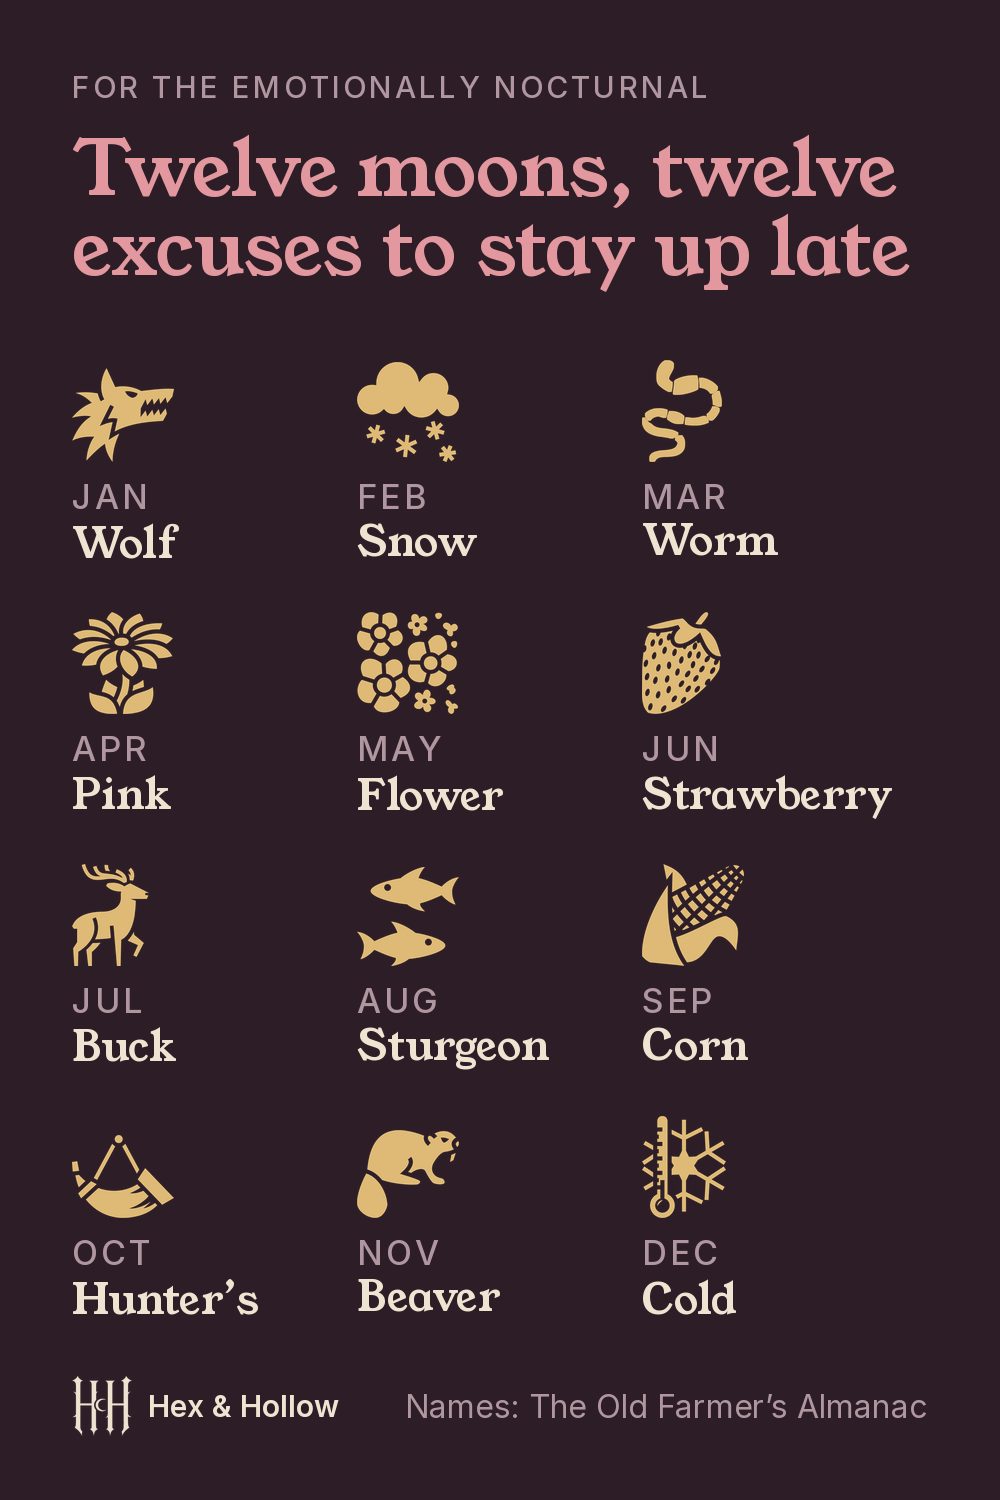 FOR THE EMOTIONALLY NOCTURNAL
Twelve moons, twelve
excuses to stay up late
JAN
Wolf
FEB
Snow
MAR
Worm
APR
Pink
MAY
Flower
JUN
Strawberry
JUL
Buck
AUG
Sturgeon
SEP
Corn
OCT
Hunter’s
NOV
Beaver
DEC
Cold
HH
Hex & Hollow
Names: The Old Farmer’s Almanac